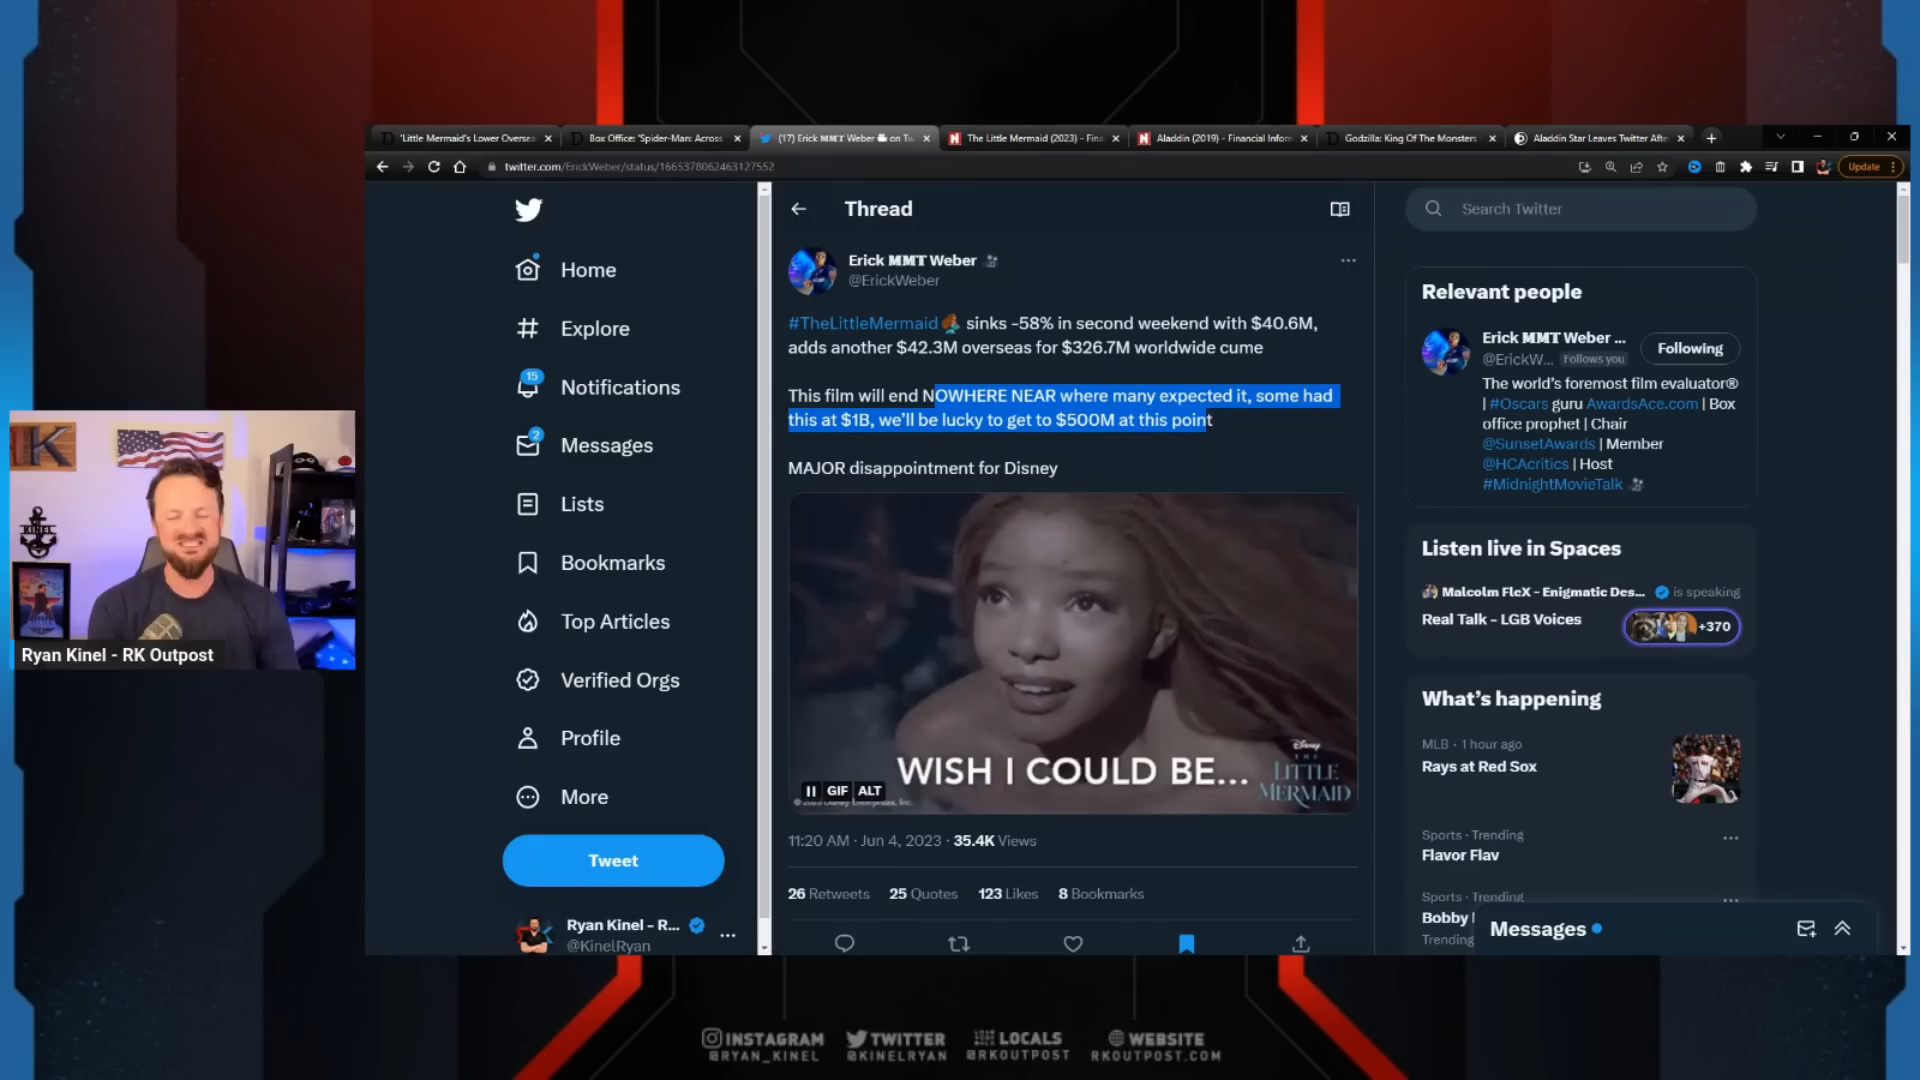 'Little Mermaid's Lower Oversea
Box Office: 'Spider-Man: Across
(17) Erick MMT Weber on Tw
The Little Mermaid (2023) - Fina
Aladdin (2019) - Financial Inform
Godzilla: King Of The Monsters
Aladdin Star Leaves Twitter Afte
twitter.com/ErickWeber/status/1665378062463127552
Update
Home
Explore
15
Notifications
2
Messages
Lists
Bookmarks
Top Articles
Verified Orgs
Profile
More
Tweet
Ryan Kinel - R...
@KinelRyan
Thread
Erick MMT Weber
@ErickWeber
#TheLittleMermaid sinks -58% in second weekend with $40.6M,
adds another $42.3M overseas for $326.7M worldwide cume
This film will end NOWHERE NEAR where many expected it, some had
this at $1B, we'll be lucky to get to $500M at this point
MAJOR disappointment for Disney
WISH I COULD BE...
Disney
THE
LITTLE
MERMAID
GIF ALT
© 2023 Disney Enterprises, Inc.
11:20 AM · Jun 4, 2023 · 35.4K Views
26 Retweets 25 Quotes 123 Likes 8 Bookmarks
Search Twitter
Relevant people
Erick MMT Weber ...
@ErickW... Follows you
Following
The world's foremost film evaluator®
| #Oscars guru AwardsAce.com | Box
office prophet | Chair
@SunsetAwards | Member
@HCAcritics | Host
#MidnightMovieTalk
Listen live in Spaces
Malcolm FleX - Enigmatic Des... is speaking
Real Talk - LGB Voices
+370
What's happening
MLB · 1 hour ago
Rays at Red Sox
Sports · Trending
Flavor Flav
Sports · Trending
Bobby
Trending
Messages
K
KINEL
Ryan Kinel - RK Outpost
INSTAGRAM
@RYAN_KINEL
TWITTER
@KINELRYAN
LOCALS
@RKOUTPOST
WEBSITE
RKOUTPOST.COM